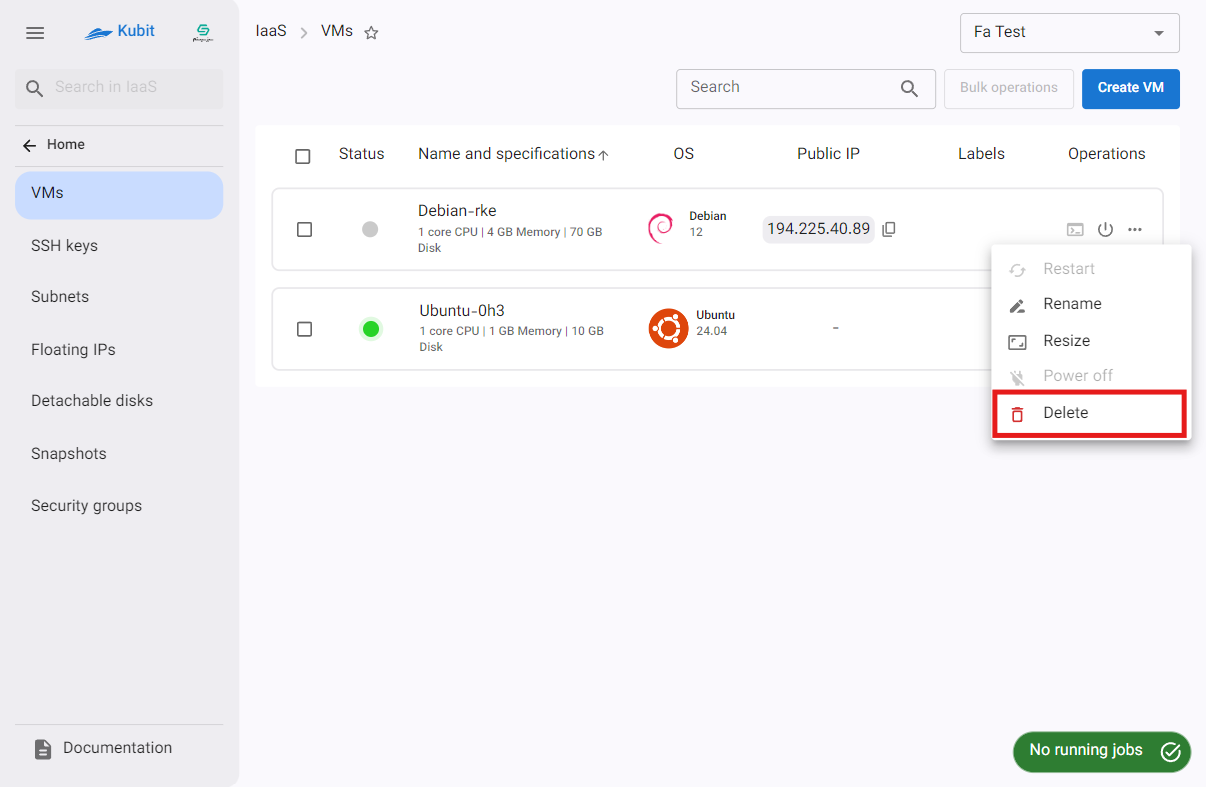 Kubit
Search in IaaS
Home
VMs
SSH keys
Subnets
Floating IPs
Detachable disks
Snapshots
Security groups
Documentation
IaaS > VMs
Fa Test
Search
Bulk operations
Create VM
Status Name and specifications OS Public IP Labels Operations
Debian-rke
1 core CPU | 4 GB Memory | 70 GB
Disk
Debian
12
194.225.40.89
Ubuntu-0h3
1 core CPU | 1 GB Memory | 10 GB
Disk
Ubuntu
24.04
-
Restart
Rename
Resize
Power off
Delete
No running jobs